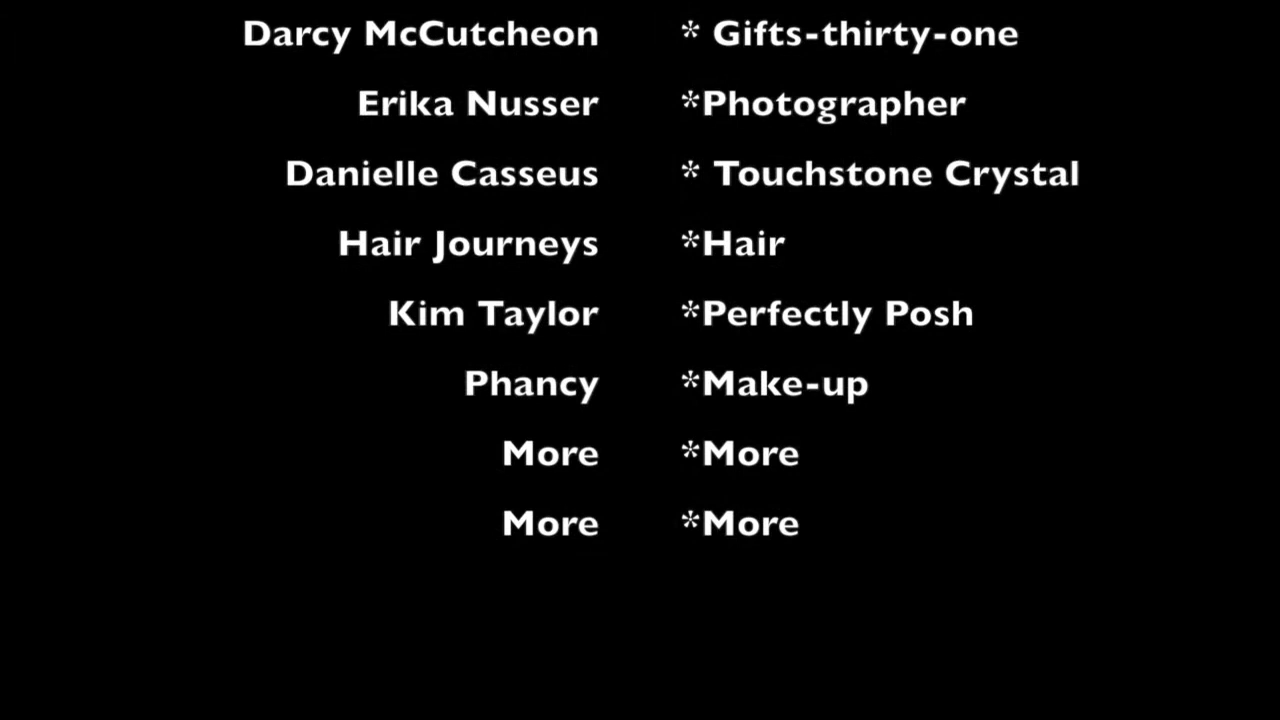 Darcy McCutcheon * Gifts-thirty-one
Erika Nusser *Photographer
Danielle Casseus * Touchstone Crystal
Hair Journeys *Hair
Kim Taylor *Perfectly Posh
Phancy *Make-up
More *More
More *More